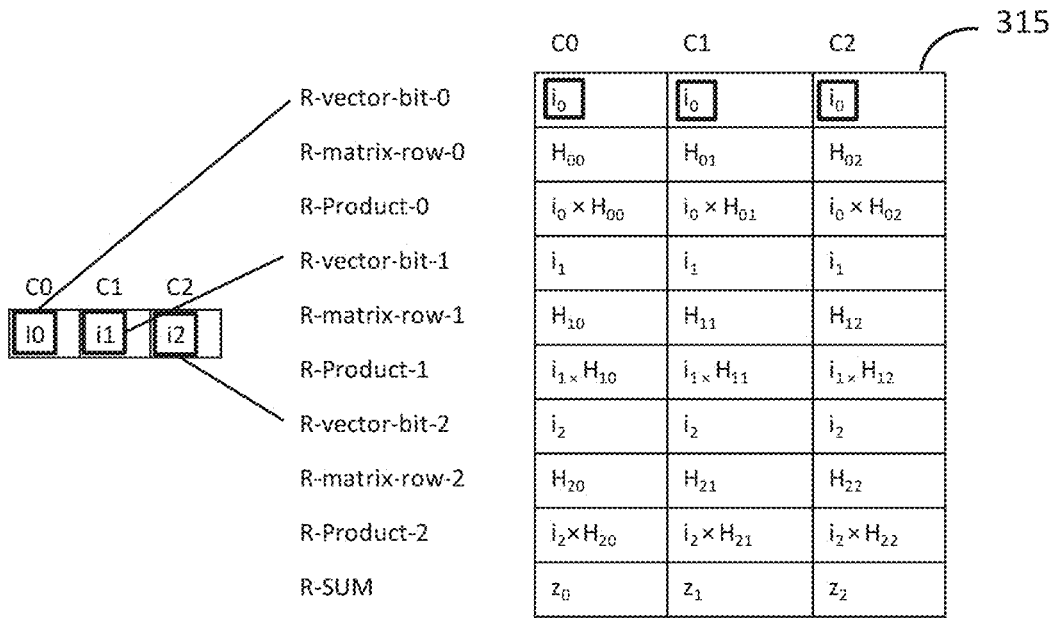 315
C0 C1 C2
R-vector-bit-0 i₀ i₀ i₀
R-matrix-row-0 H₀₀ H₀₁ H₀₂
R-Product-0 i₀ × H₀₀ i₀ × H₀₁ i₀ × H₀₂
R-vector-bit-1 i₁ i₁ i₁
C0 C1 C2
R-matrix-row-1 H₁₀ H₁₁ H₁₂
i0 i1 i2
R-Product-1 i₁ₓ H₁₀ i₁ₓ H₁₁ i₁ₓ H₁₂
R-vector-bit-2 i₂ i₂ i₂
R-matrix-row-2 H₂₀ H₂₁ H₂₂
R-Product-2 i₂×H₂₀ i₂×H₂₁ i₂×H₂₂
R-SUM z₀ z₁ z₂